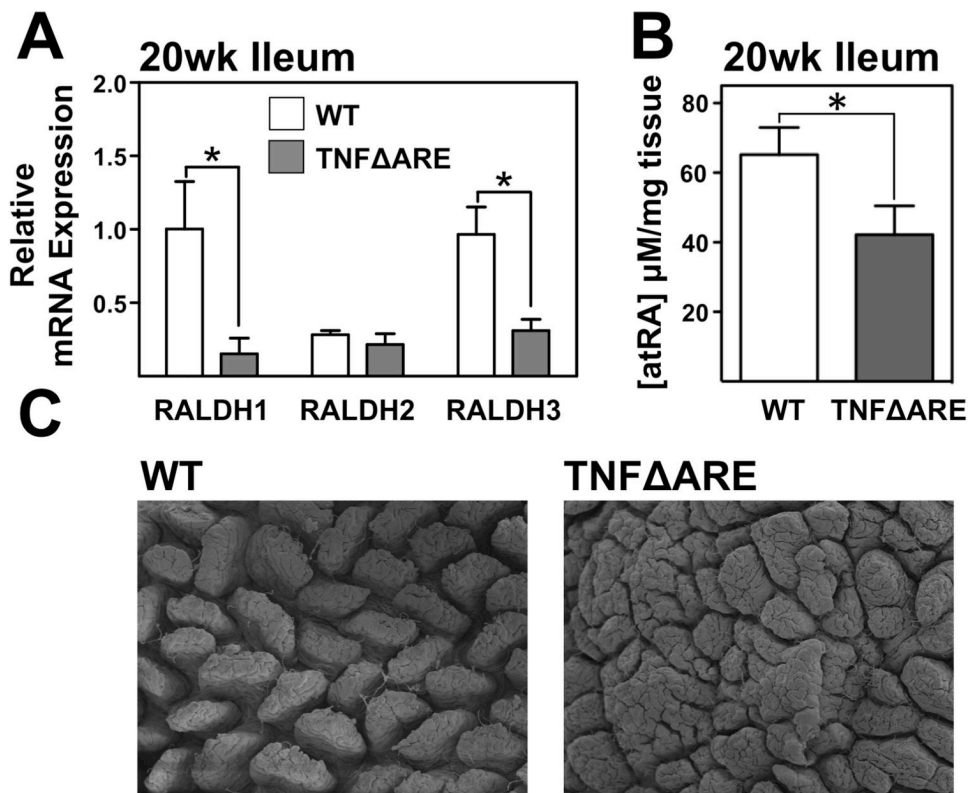 A
20wk Ileum
Relative
mRNA Expression
2.0
1.5
1.0
0.5
WT
TNFΔARE
*
*
RALDH1 RALDH2 RALDH3
B
20wk Ileum
[atRA] µM/mg tissue
80
60
40
20
*
WT TNFΔARE
C
WT
TNFΔARE